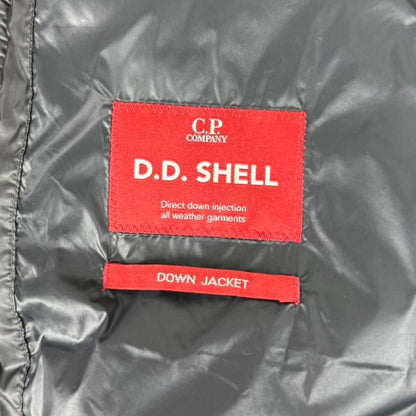 C.P.
COMPANY
D.D. SHELL
Direct down injection
all weather garments
DOWN JACKET